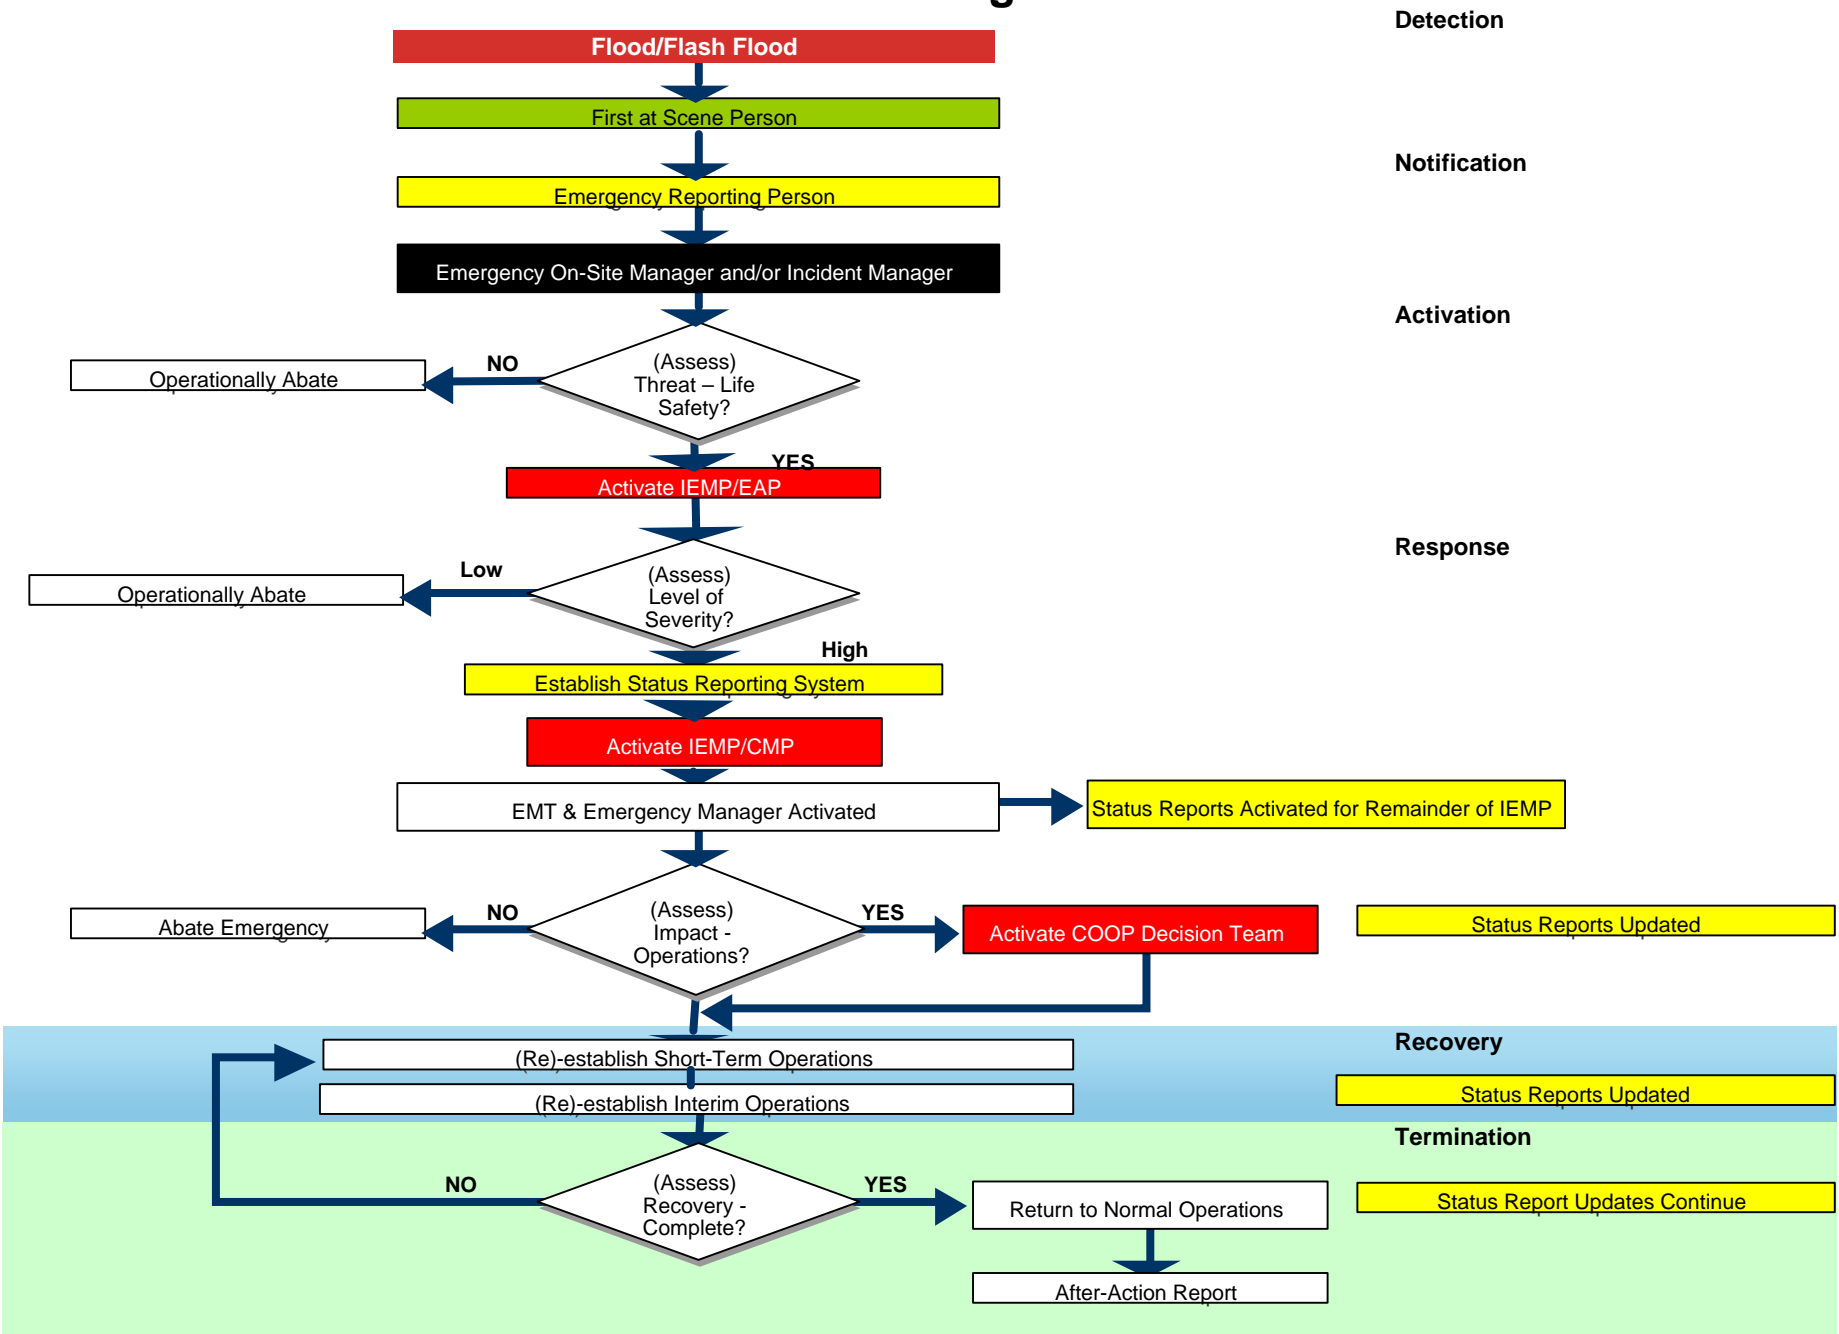 Detection
Flood/Flash Flood
First at Scene Person
Notification
Emergency Reporting Person
Emergency On-Site Manager and/or Incident Manager
Activation
NO
(Assess)
Threat – Life
Safety?
Operationally Abate
YES
Activate IEMP/EAP
Response
Low
(Assess)
Level of
Severity?
Operationally Abate
High
Establish Status Reporting System
Activate IEMP/CMP
EMT & Emergency Manager Activated
Status Reports Activated for Remainder of IEMP
NO
(Assess)
Impact -
Operations?
YES
Abate Emergency
Activate COOP Decision Team
Status Reports Updated
Recovery
(Re)-establish Short-Term Operations
(Re)-establish Interim Operations
Status Reports Updated
Termination
NO
(Assess)
Recovery -
Complete?
YES
Return to Normal Operations
Status Report Updates Continue
After-Action Report